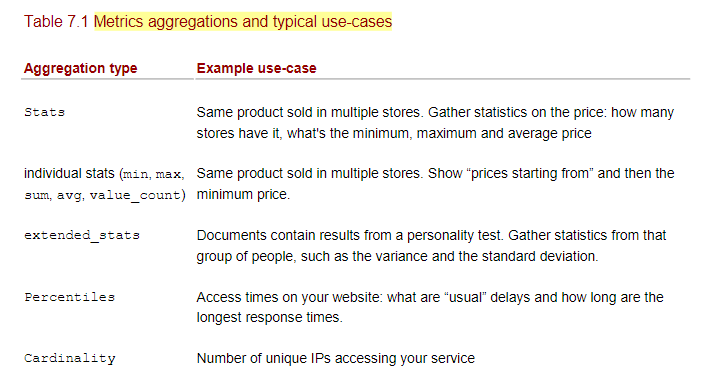 Table 7.1 Metrics aggregations and typical use-cases
Aggregation type Example use-case
Stats Same product sold in multiple stores. Gather statistics on the price: how many
stores have it, what's the minimum, maximum and average price
individual stats (min, max, Same product sold in multiple stores. Show “prices starting from” and then the
sum, avg, value_count) minimum price.
extended_stats Documents contain results from a personality test. Gather statistics from that
group of people, such as the variance and the standard deviation.
Percentiles Access times on your website: what are “usual” delays and how long are the
longest response times.
Cardinality Number of unique IPs accessing your service